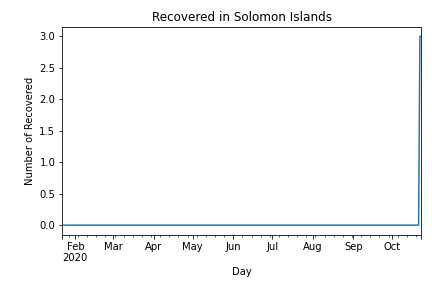 Recovered in Solomon Islands
Number of Recovered
3.0
2.5
2.0
1.5
1.0
0.5
0.0
Feb Mar Apr May Jun Jul Aug Sep Oct
2020
Day